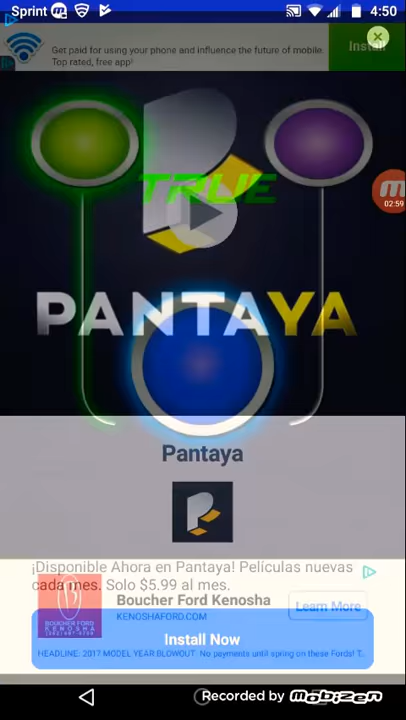 Sprint
4:50
Get paid for using your phone and influence the future of mobile.
Top rated, free app!
Install
TRUE
02:59
PANTAYA
Pantaya
¡Disponible Ahora en Pantaya! Películas nuevas
cada mes. Solo $5.99 al mes.
BOUCHER FORD
KENOSHA
Boucher Ford Kenosha
KENOSHAFORD.COM
Learn More
Install Now
HEADLINE: 2017 MODEL YEAR BLOWOUT. No payments until spring on these Fords! T...
Recorded by Mobizen